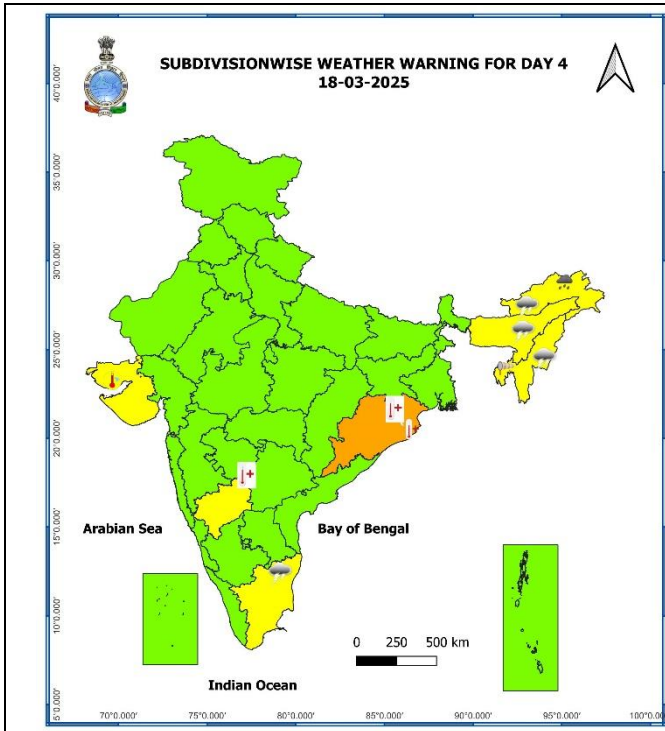 SUBDIVISIONWISE WEATHER WARNING FOR DAY 4
18-03-2025
40°0.000'
35°0.000'
30°0.000'
25°0.000'
20°0.000'
15°0.000'
10°0.000'
5°0.000'
Arabian Sea
Bay of Bengal
0 250 500 km
Indian Ocean
70°0.000' 75°0.000' 80°0.000' 85°0.000' 90°0.000' 95°0.000'